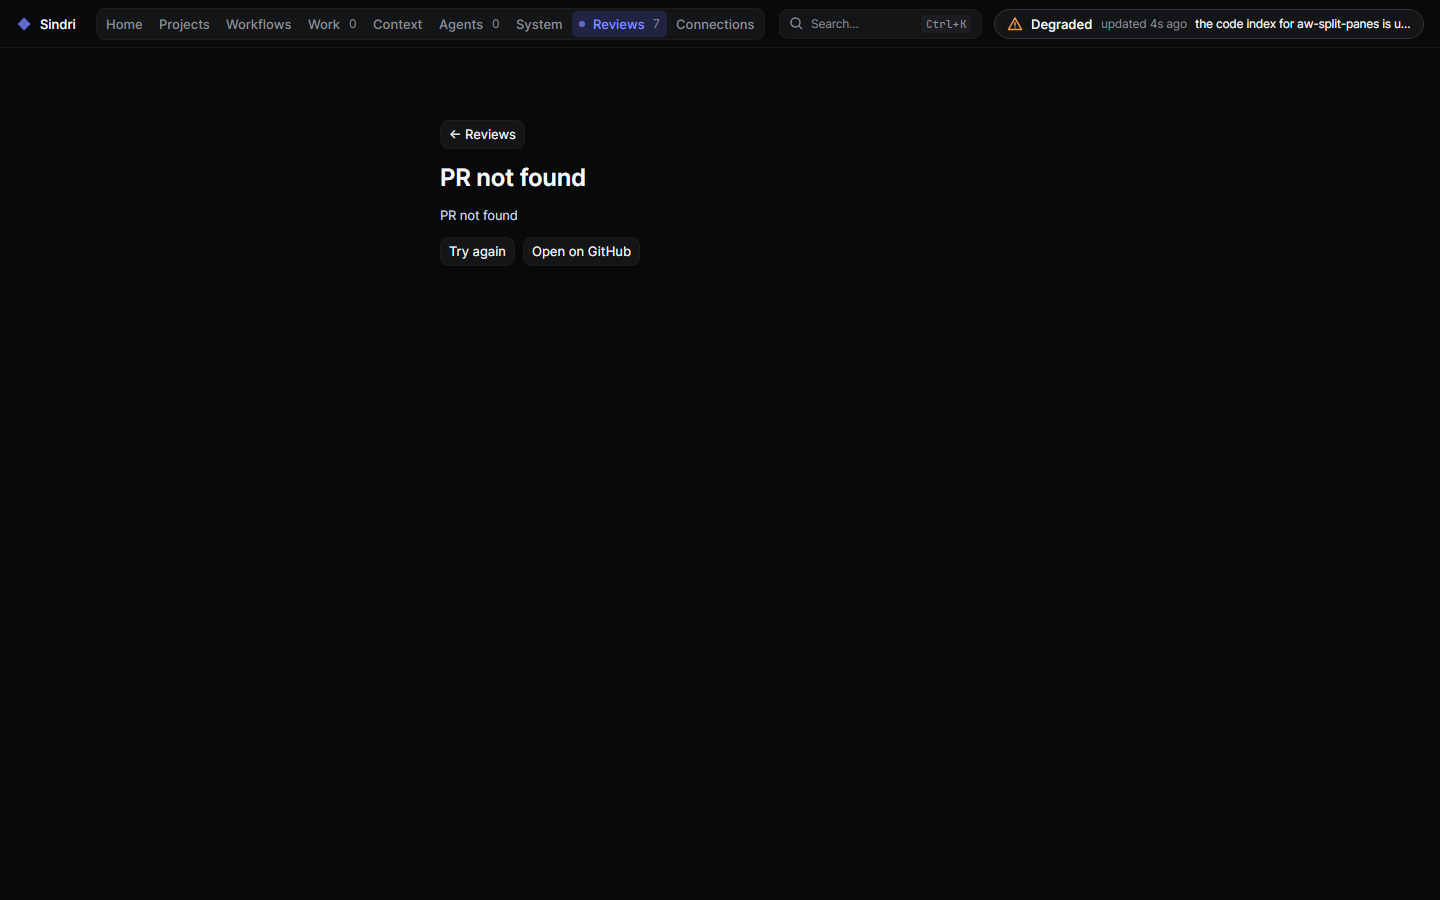 Sindri Home Projects Workflows Work 0 Context Agents 0 System Reviews 7 Connections Search... Ctrl+K Degraded updated 4s ago the code index for aw-split-panes is u...
← Reviews
PR not found
PR not found
Try again Open on GitHub